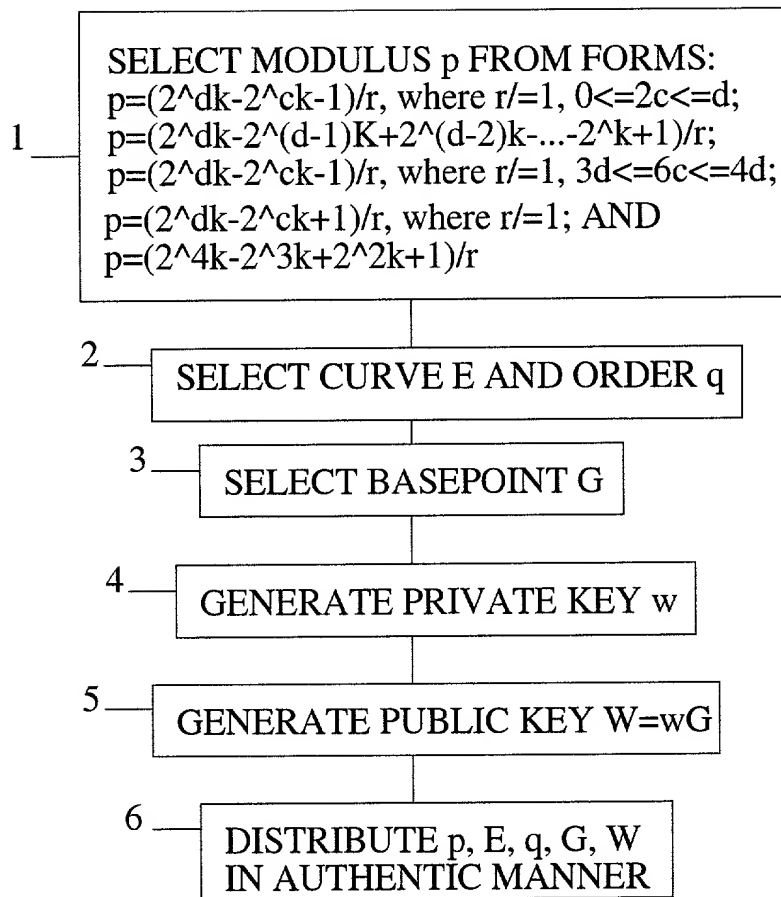 SELECT MODULUS p FROM FORMS:
p=(2^dk-2^ck-1)/r, where r/=1, 0<=2c<=d;
1
p=(2^dk-2^(d-1)K+2^(d-2)k-...-2^k+1)/r;
p=(2^dk-2^ck-1)/r, where r/=1, 3d<=6c<=4d;
p=(2^dk-2^ck+1)/r, where r/=1; AND
p=(2^4k-2^3k+2^2k+1)/r
2
SELECT CURVE E AND ORDER q
3
SELECT BASEPOINT G
4
GENERATE PRIVATE KEY w
5
GENERATE PUBLIC KEY W=wG
6
DISTRIBUTE p, E, q, G, W
IN AUTHENTIC MANNER